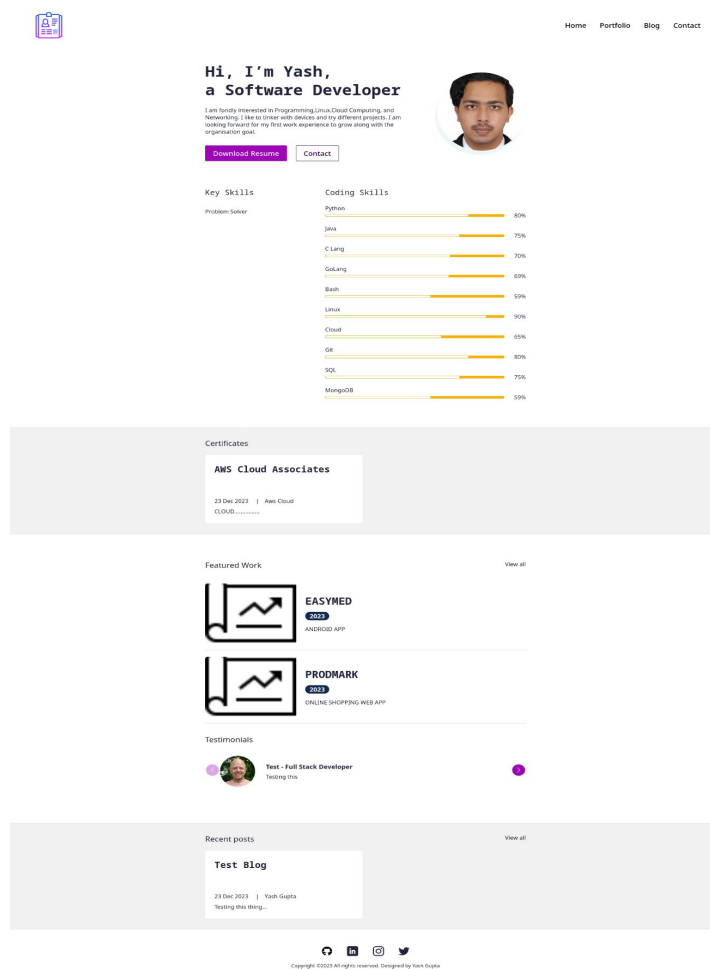 Home Portfolio Blog Contact
Hi, I'm Yash,
a Software Developer
I am fondly interested in Programming,Linux,Cloud Computing, and
Networking. I like to tinker with devices and try different projects. I am
looking forward for my first work experience to grow along with the
organisation goal.
Download Resume Contact
Key Skills
Problem Solver
Coding Skills
Python
80%
Java
75%
C Lang
70%
GoLang
69%
Bash
59%
Linux
90%
Cloud
65%
Git
80%
SQL
75%
MongoDB
59%
Certificates
AWS Cloud Associates
23 Dec 2023 | Aws Cloud
CLOUD...............
Featured Work View all
EASYMED
2023
ANDROID APP
PRODMARK
2023
ONLINE SHOPPING WEB APP
Testimonials
Test - Full Stack Developer
Testing this
Recent posts View all
Test Blog
23 Dec 2023 | Yash Gupta
Testing this thing...
Copyright ©2023 All rights reserved. Designed by Yash Gupta